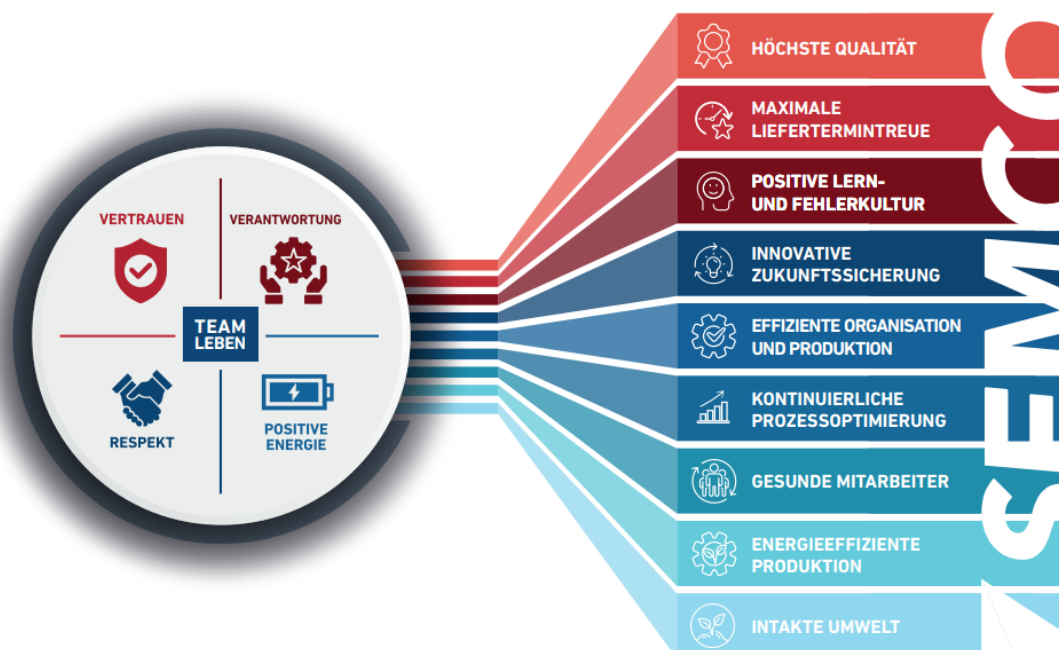 VERTRAUEN
VERANTWORTUNG
TEAM
LEBEN
RESPEKT
POSITIVE
ENERGIE
HÖCHSTE QUALITÄT
MAXIMALE
LIEFERTERMINTREUE
POSITIVE LERN-
UND FEHLERKULTUR
INNOVATIVE
ZUKUNFTSSICHERUNG
EFFIZIENTE ORGANISATION
UND PRODUKTION
KONTINUIERLICHE
PROZESSOPTIMIERUNG
GESUNDE MITARBEITER
ENERGIEEFFIZIENTE
PRODUKTION
INTAKTE UMWELT
SEMCO